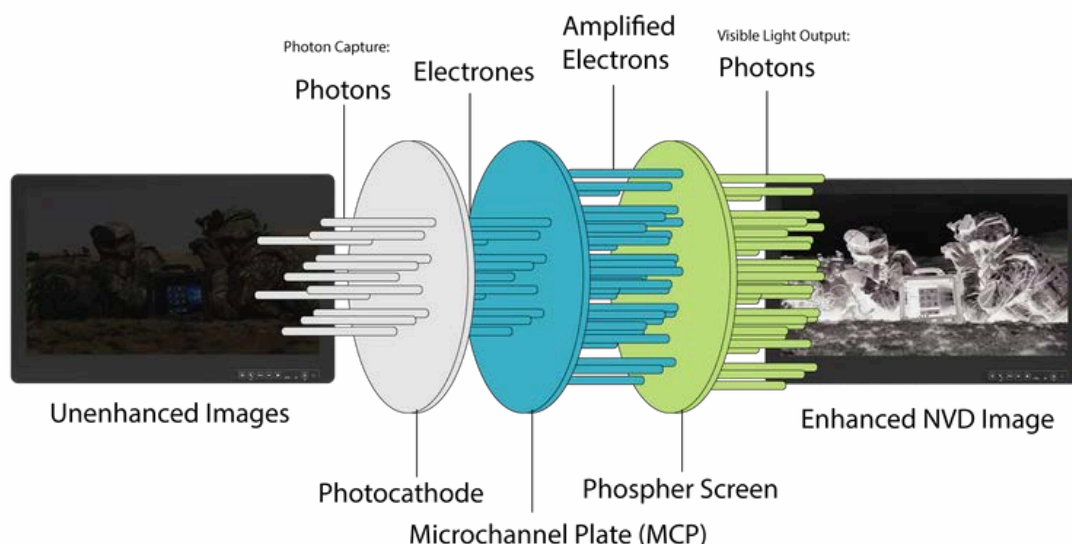 Photon Capture:
Photons
Electrones
Amplified
Electrons
Visible Light Output:
Photons
Unenhanced Images
Enhanced NVD Image
Photocathode
Phospher Screen
Microchannel Plate (MCP)